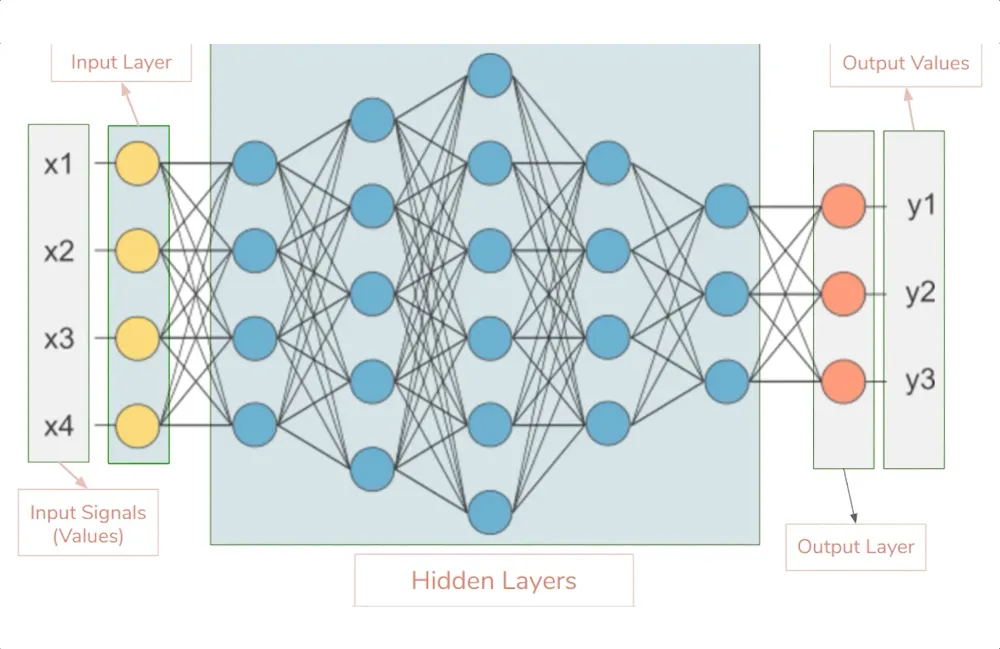 Input Layer
Output Values
x1
x2
x3
x4
y1
y2
y3
Input Signals
(Values)
Output Layer
Hidden Layers